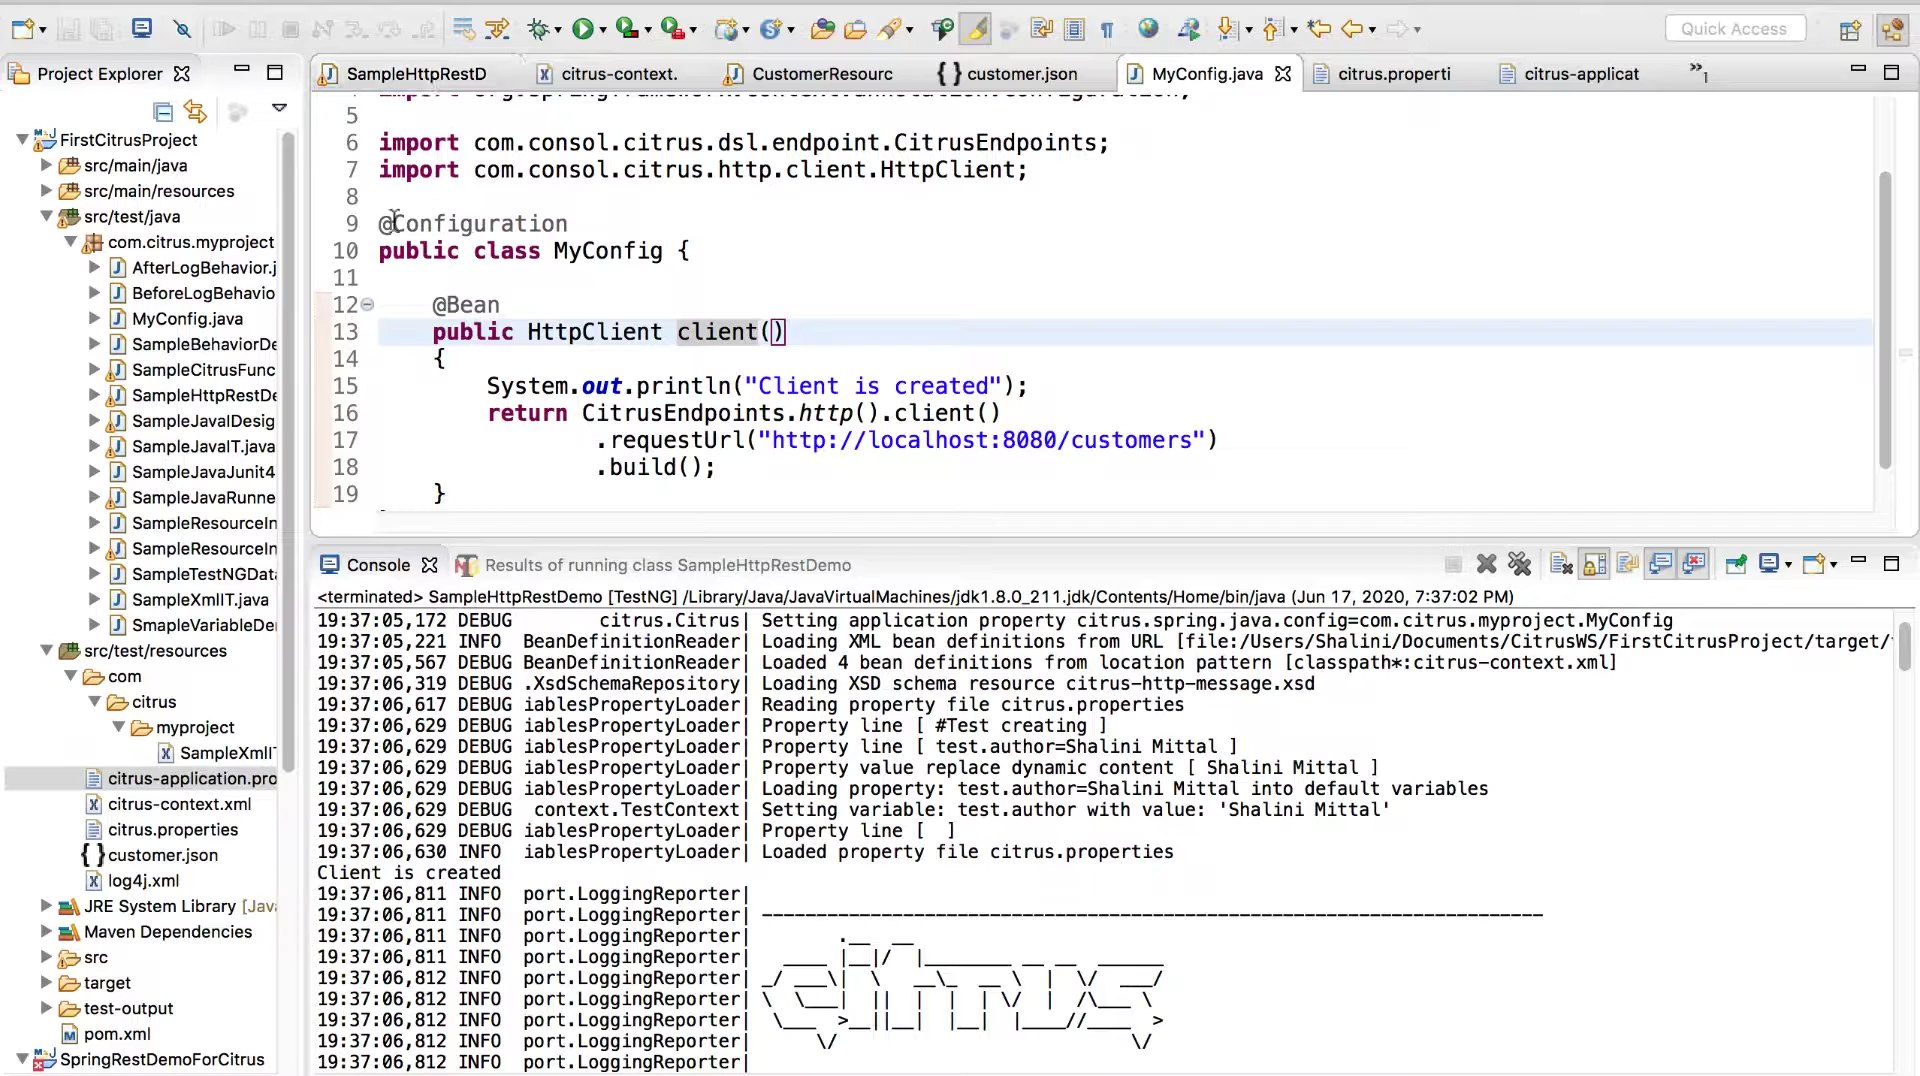 Quick Access
Project Explorer
SampleHttpRestD
citrus-context.
CustomerResourc
customer.json
MyConfig.java
citrus.properti
citrus-applicat
»1
FirstCitrusProject
src/main/java
src/main/resources
src/test/java
com.citrus.myproject
AfterLogBehavior.j
BeforeLogBehavio
MyConfig.java
SampleBehaviorDe
SampleCitrusFunc
SampleHttpRestDe
SampleJavaIDesig
SampleJavaIT.java
SampleJavaJunit4
SampleJavaRunne
SampleResourceIn
SampleResourceIn
SampleTestNGData
SampleXmlIT.java
SmapleVariableDe
src/test/resources
com
citrus
myproject
SampleXmlIT
citrus-application.pro
citrus-context.xml
citrus.properties
customer.json
log4j.xml
JRE System Library [Jav
Maven Dependencies
src
target
test-output
pom.xml
SpringRestDemoForCitrus
5
6 import com.consol.citrus.dsl.endpoint.CitrusEndpoints;
7 import com.consol.citrus.http.client.HttpClient;
8
9 @Configuration
10 public class MyConfig {
11
12 @Bean
13 public HttpClient client()
14 {
15 System.out.println("Client is created");
16 return CitrusEndpoints.http().client()
17 .requestUrl("http://localhost:8080/customers")
18 .build();
19 }
Console
Results of running class SampleHttpRestDemo
<terminated> SampleHttpRestDemo [TestNG] /Library/Java/JavaVirtualMachines/jdk1.8.0_211.jdk/Contents/Home/bin/java (Jun 17, 2020, 7:37:02 PM)
19:37:05,172 DEBUG citrus.Citrus| Setting application property citrus.spring.java.config=com.citrus.myproject.MyConfig
19:37:05,221 INFO BeanDefinitionReader| Loading XML bean definitions from URL [file:/Users/Shalini/Documents/CitrusWS/FirstCitrusProject/target/
19:37:05,567 DEBUG BeanDefinitionReader| Loaded 4 bean definitions from location pattern [classpath*:citrus-context.xml]
19:37:06,319 DEBUG .XsdSchemaRepository| Loading XSD schema resource citrus-http-message.xsd
19:37:06,617 DEBUG iablesPropertyLoader| Reading property file citrus.properties
19:37:06,629 DEBUG iablesPropertyLoader| Property line [ #Test creating ]
19:37:06,629 DEBUG iablesPropertyLoader| Property line [ test.author=Shalini Mittal ]
19:37:06,629 DEBUG iablesPropertyLoader| Property value replace dynamic content [ Shalini Mittal ]
19:37:06,629 DEBUG iablesPropertyLoader| Loading property: test.author=Shalini Mittal into default variables
19:37:06,629 DEBUG context.TestContext| Setting variable: test.author with value: 'Shalini Mittal'
19:37:06,629 DEBUG iablesPropertyLoader| Property line [ ]
19:37:06,630 INFO iablesPropertyLoader| Loaded property file citrus.properties
Client is created
19:37:06,811 INFO port.LoggingReporter|
19:37:06,811 INFO port.LoggingReporter| ------------------------------------------------------------------------
19:37:06,811 INFO port.LoggingReporter|
19:37:06,811 INFO port.LoggingReporter|
19:37:06,812 INFO port.LoggingReporter|
19:37:06,812 INFO port.LoggingReporter|
19:37:06,812 INFO port.LoggingReporter|
19:37:06,812 INFO port.LoggingReporter|
19:37:06,812 INFO port.LoggingReporter|